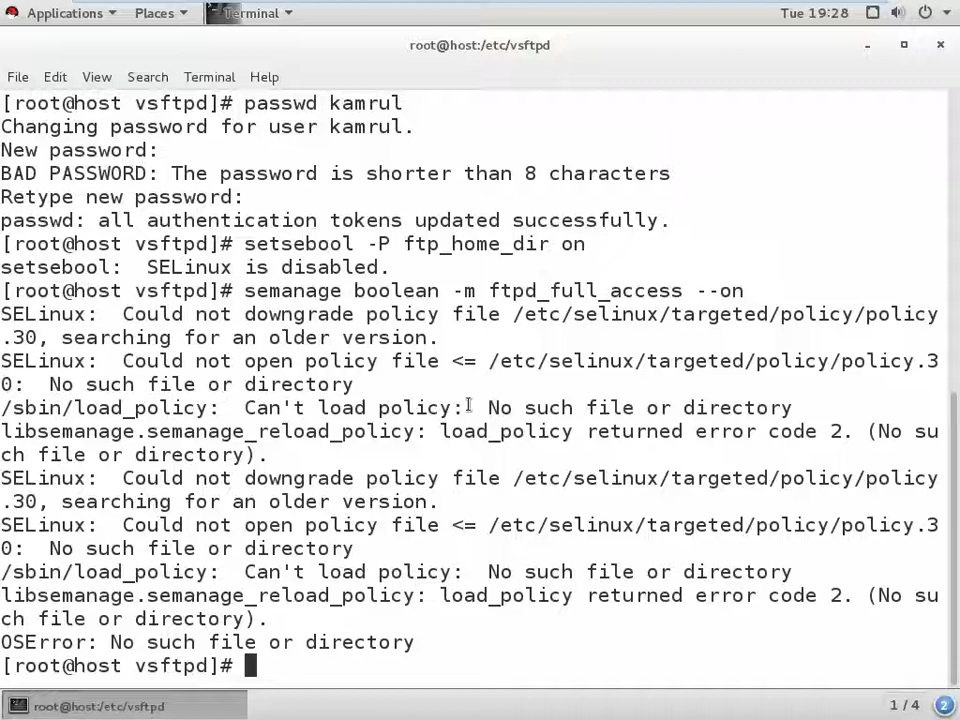 Applications Places Terminal Tue 19:28
root@host:/etc/vsftpd
File Edit View Search Terminal Help
[root@host vsftpd]# passwd kamrul
Changing password for user kamrul.
New password:
BAD PASSWORD: The password is shorter than 8 characters
Retype new password:
passwd: all authentication tokens updated successfully.
[root@host vsftpd]# setsebool -P ftp_home_dir on
setsebool:  SELinux is disabled.
[root@host vsftpd]# semanage boolean -m ftpd_full_access --on
SELinux:  Could not downgrade policy file /etc/selinux/targeted/policy/policy
.30, searching for an older version.
SELinux:  Could not open policy file <= /etc/selinux/targeted/policy/policy.3
0:  No such file or directory
/sbin/load_policy:  Can't load policy:  No such file or directory
libsemanage.semanage_reload_policy: load_policy returned error code 2. (No su
ch file or directory).
SELinux:  Could not downgrade policy file /etc/selinux/targeted/policy/policy
.30, searching for an older version.
SELinux:  Could not open policy file <= /etc/selinux/targeted/policy/policy.3
0:  No such file or directory
/sbin/load_policy:  Can't load policy:  No such file or directory
libsemanage.semanage_reload_policy: load_policy returned error code 2. (No su
ch file or directory).
OSError: No such file or directory
[root@host vsftpd]#
root@host:/etc/vsftpd 1 / 4 2